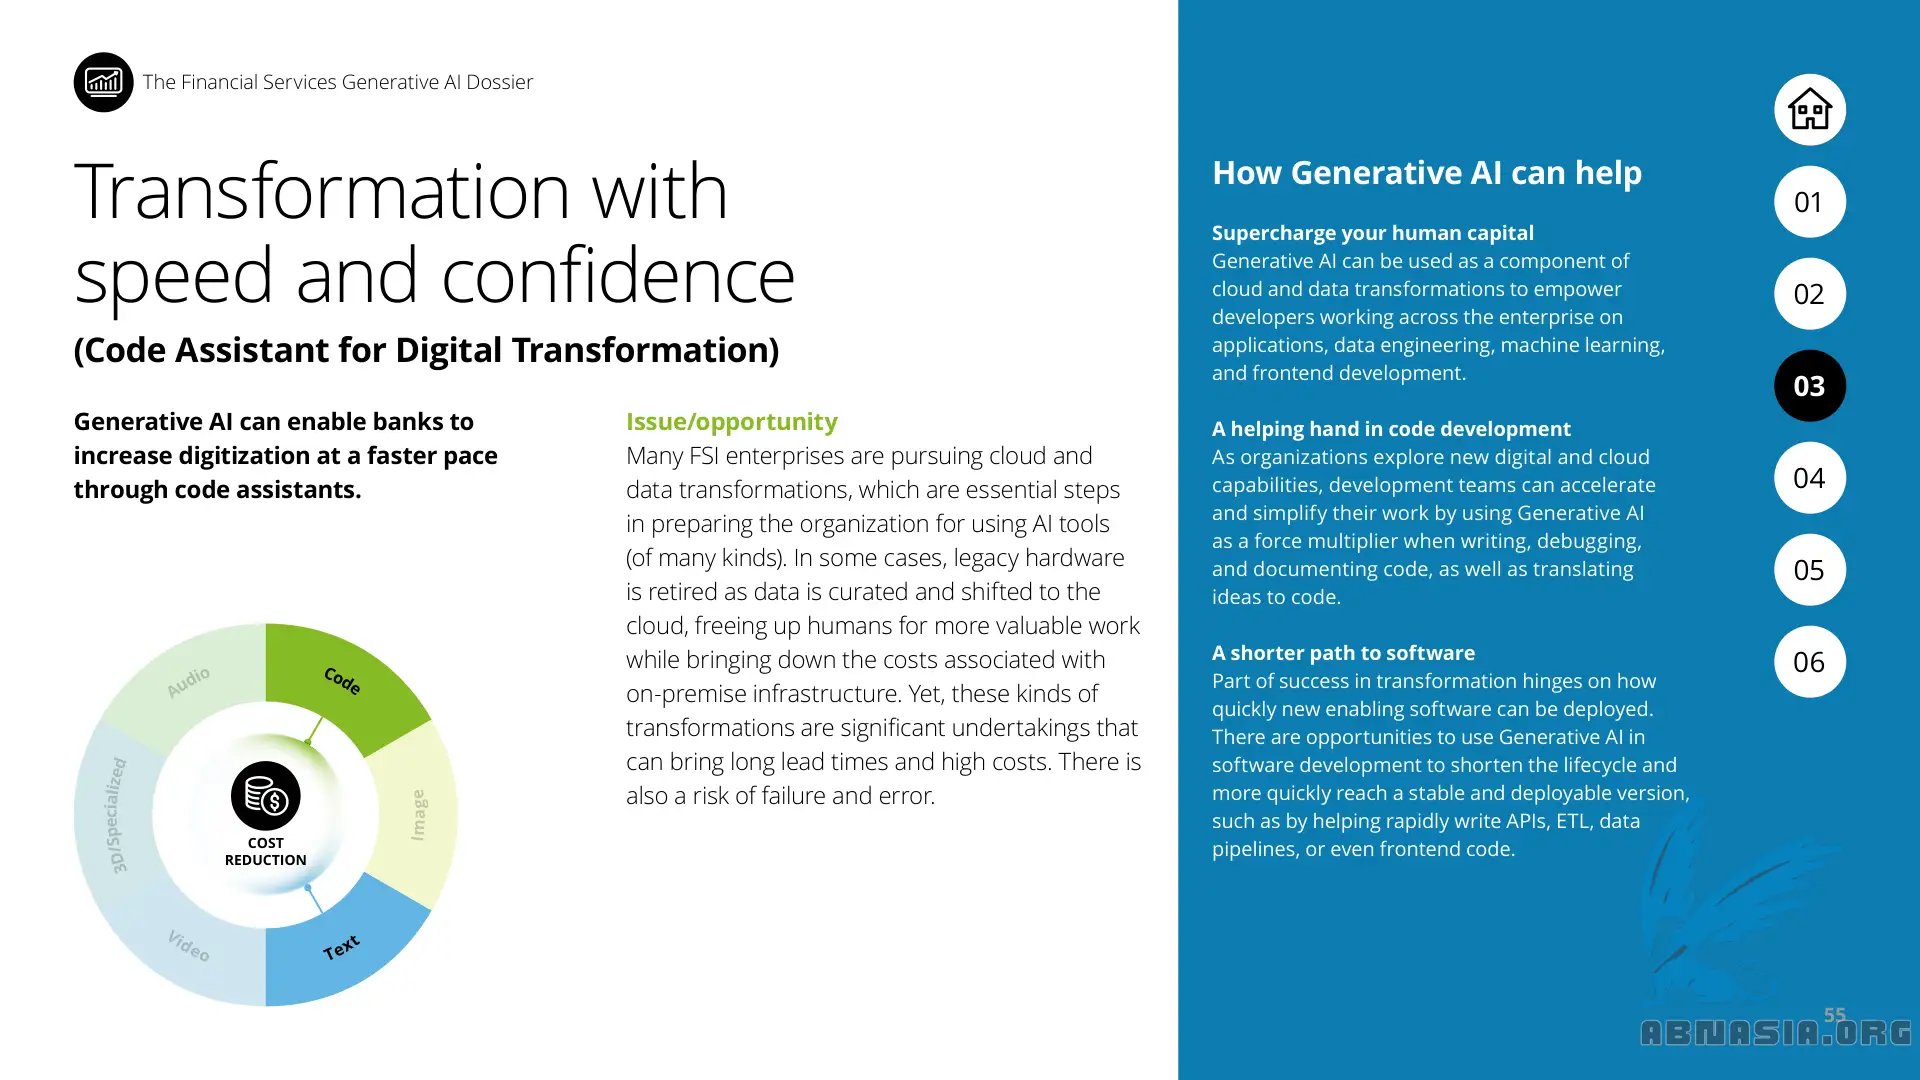 The Financial Services Generative AI Dossier
Transformation with
speed and confidence
(Code Assistant for Digital Transformation)
Generative AI can enable banks to
increase digitization at a faster pace
through code assistants.
Audio
Code
3D/Specialized
Image
COST
REDUCTION
Video
Text
Issue/opportunity
Many FSI enterprises are pursuing cloud and
data transformations, which are essential steps
in preparing the organization for using AI tools
(of many kinds). In some cases, legacy hardware
is retired as data is curated and shifted to the
cloud, freeing up humans for more valuable work
while bringing down the costs associated with
on-premise infrastructure. Yet, these kinds of
transformations are significant undertakings that
can bring long lead times and high costs. There is
also a risk of failure and error.
How Generative AI can help
Supercharge your human capital
Generative AI can be used as a component of
cloud and data transformations to empower
developers working across the enterprise on
applications, data engineering, machine learning,
and frontend development.
A helping hand in code development
As organizations explore new digital and cloud
capabilities, development teams can accelerate
and simplify their work by using Generative AI
as a force multiplier when writing, debugging,
and documenting code, as well as translating
ideas to code.
A shorter path to software
Part of success in transformation hinges on how
quickly new enabling software can be deployed.
There are opportunities to use Generative AI in
software development to shorten the lifecycle and
more quickly reach a stable and deployable version,
such as by helping rapidly write APIs, ETL, data
pipelines, or even frontend code.
01
02
03
04
05
06
55
ABNASIA.ORG